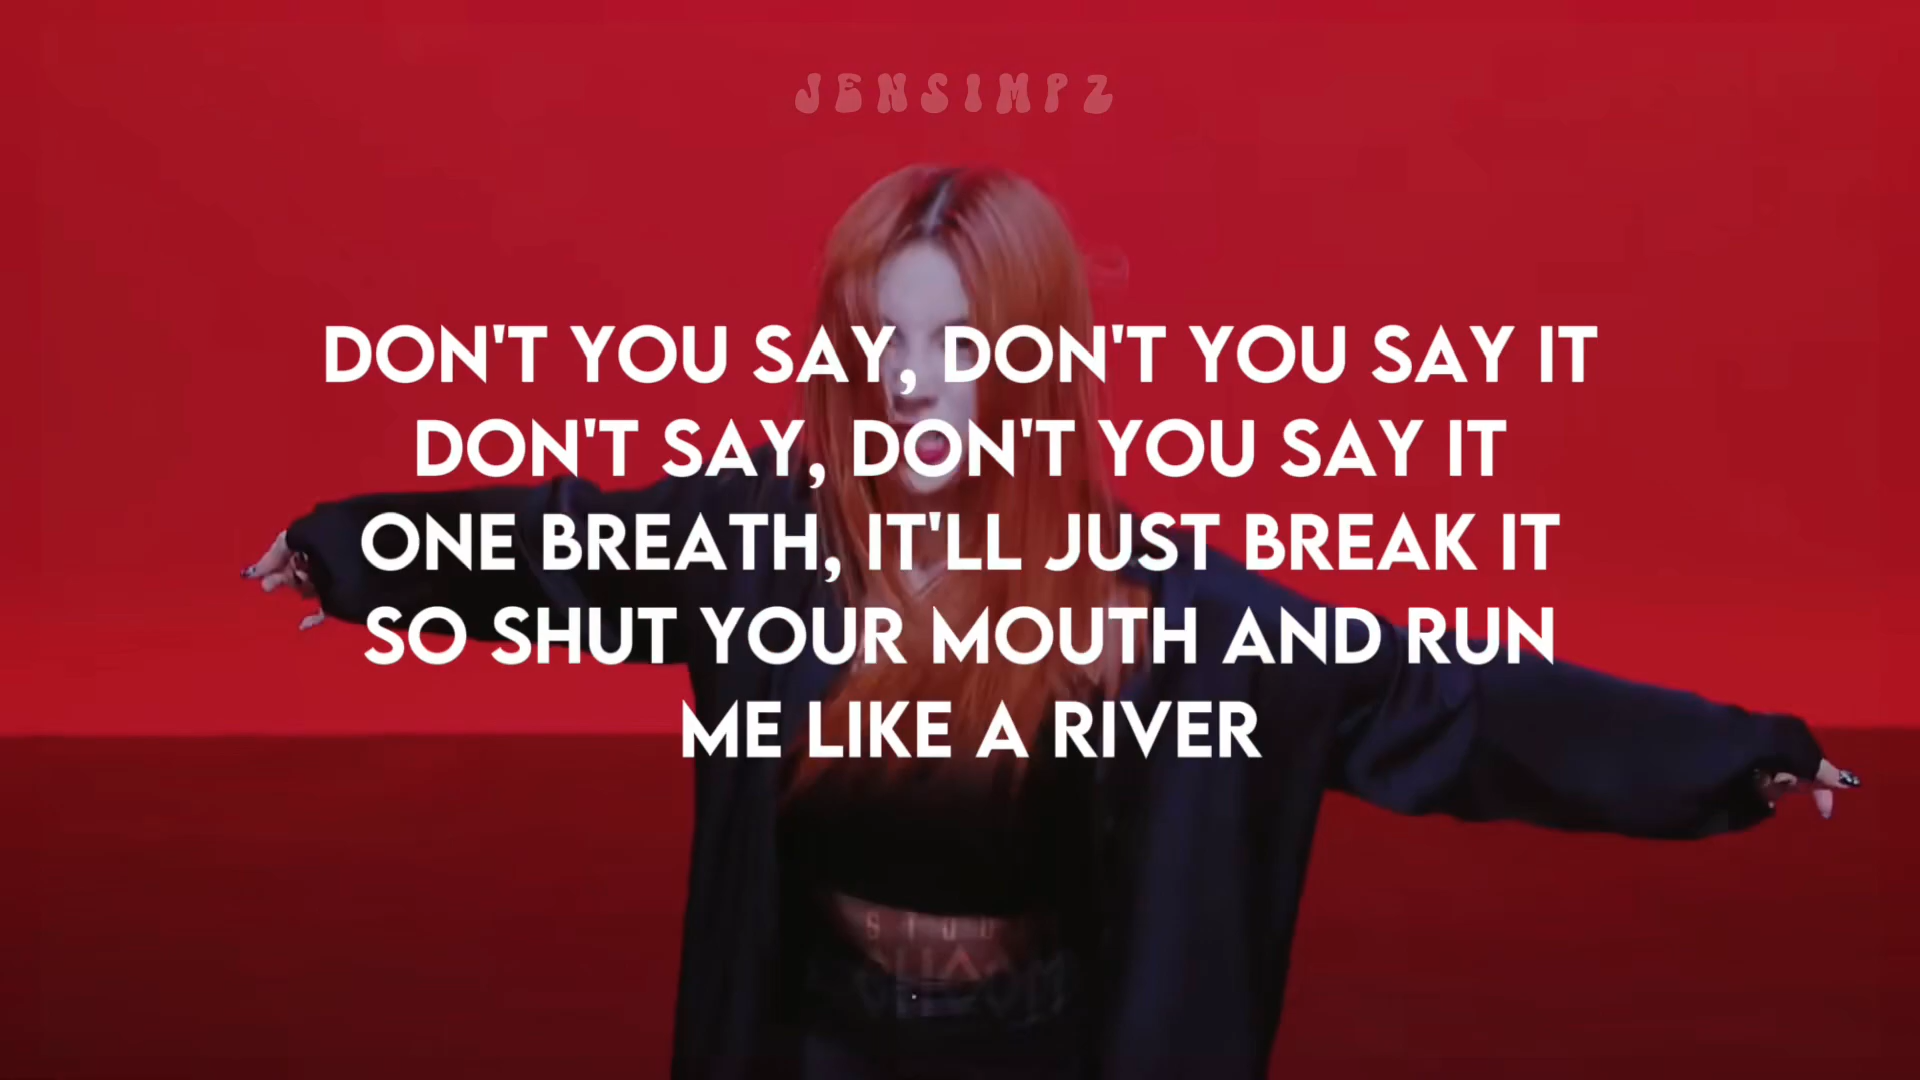 JENSIMPZ
DON'T YOU SAY, DON'T YOU SAY IT
DON'T SAY, DON'T YOU SAY IT
ONE BREATH, IT'LL JUST BREAK IT
SO SHUT YOUR MOUTH AND RUN
ME LIKE A RIVER